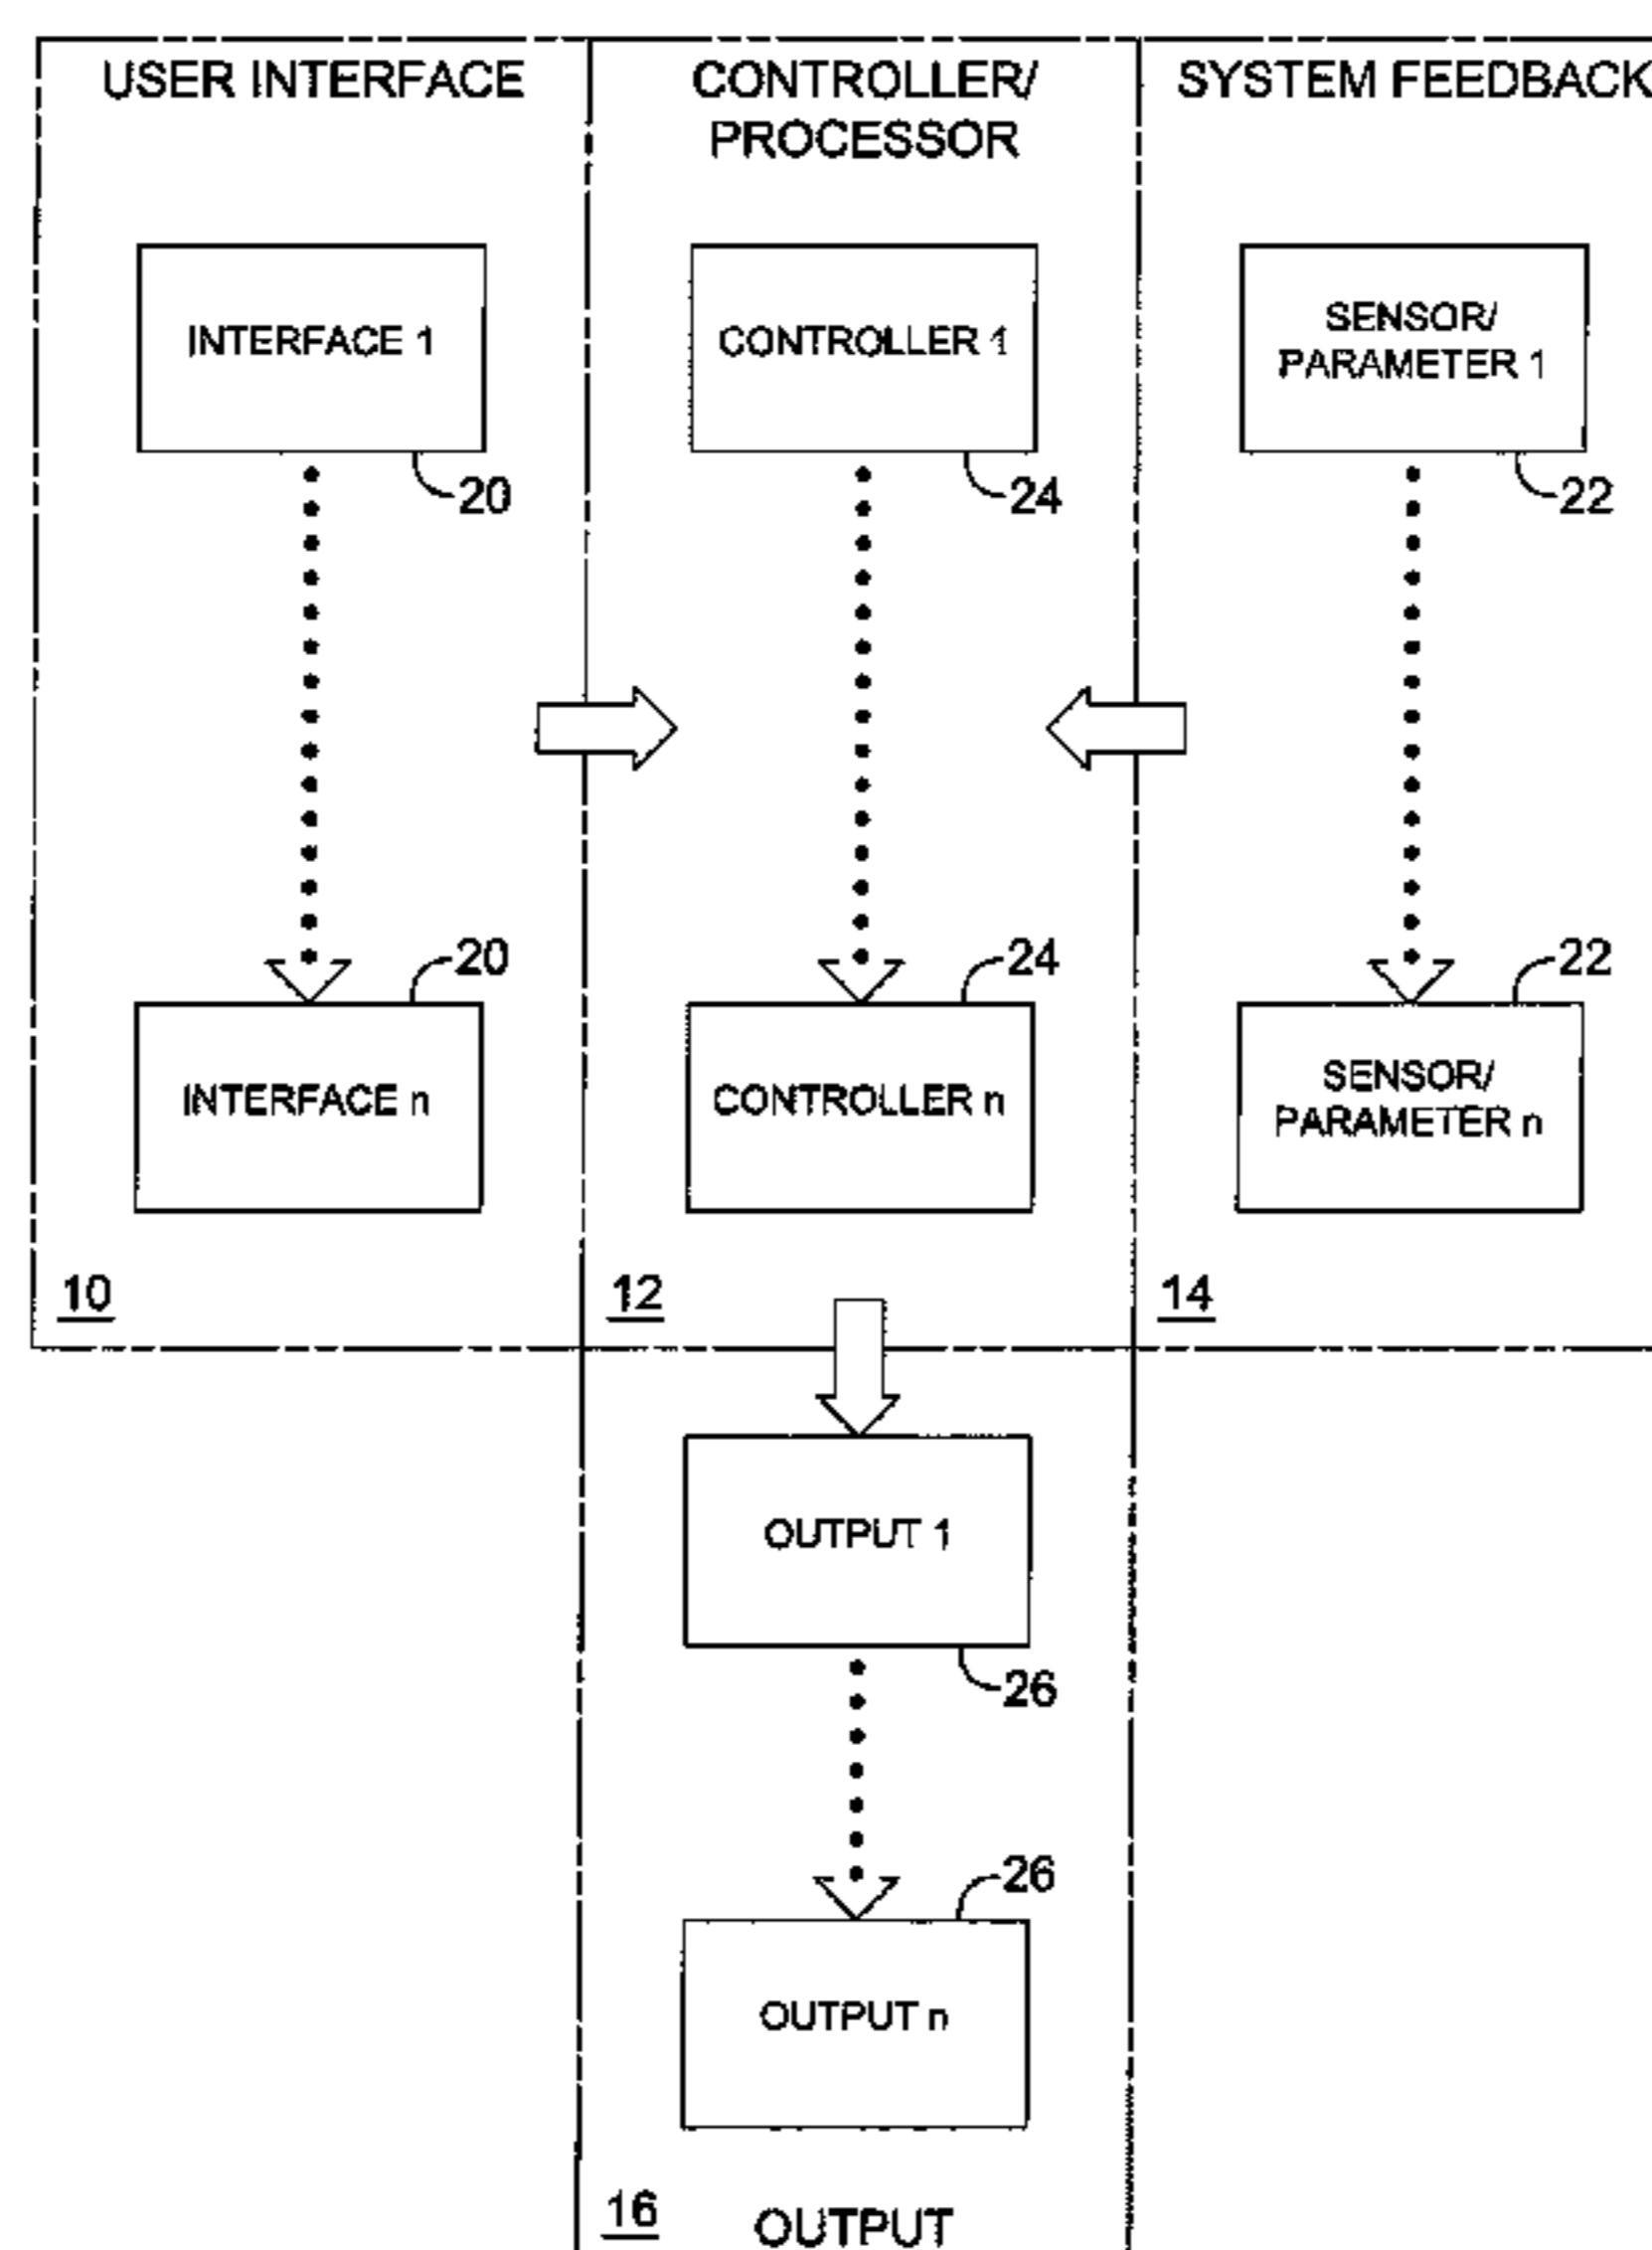 USER INTERFACE
CONTROLLER/
PROCESSOR
SYSTEM FEEDBACK
INTERFACE 1
CONTROLLER 1
SENSOR/
PARAMETER 1
20
24
22
20
24
22
INTERFACE n
CONTROLLER n
SENSOR/
PARAMETER n
10
12
14
OUTPUT 1
26
26
OUTPUT n
16
OUTPUT